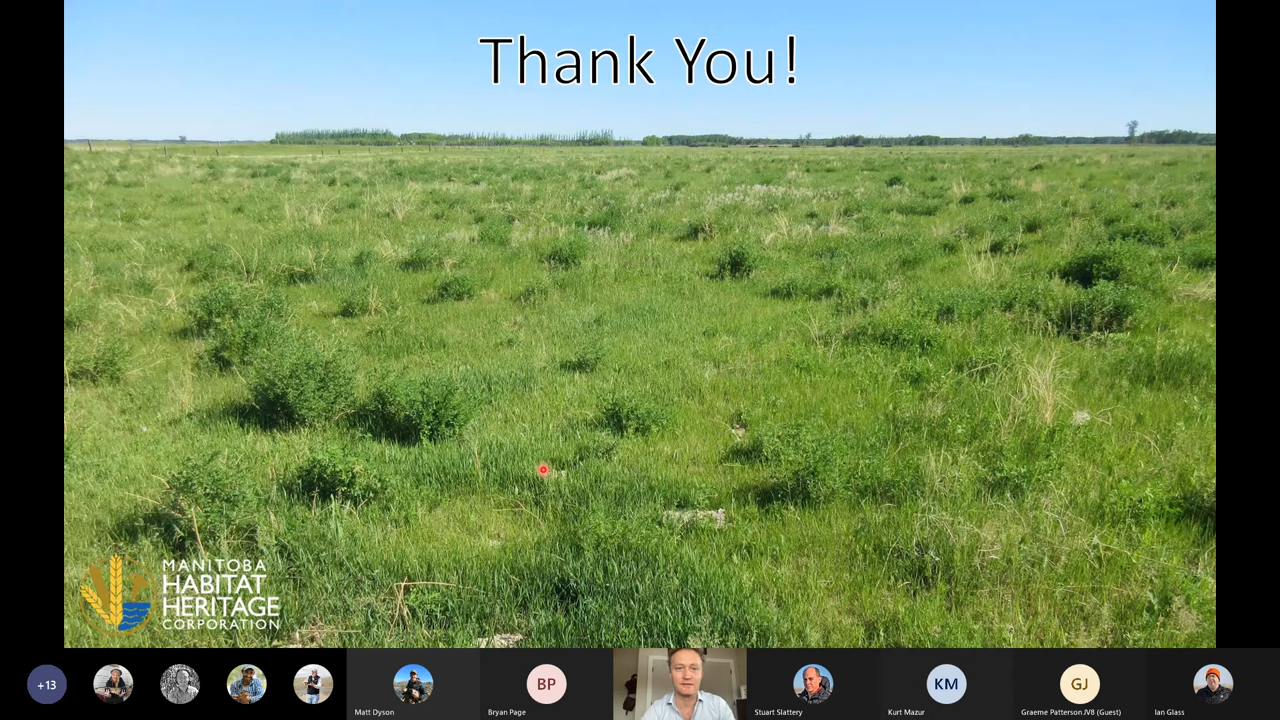 Thank You!
MANITOBA
HABITAT
HERITAGE
CORPORATION
+13
Matt Dyson
BP
Bryan Page
Stuart Slattery
KM
Kurt Mazur
GJ
Graeme Patterson JV8 (Guest)
Ian Glass